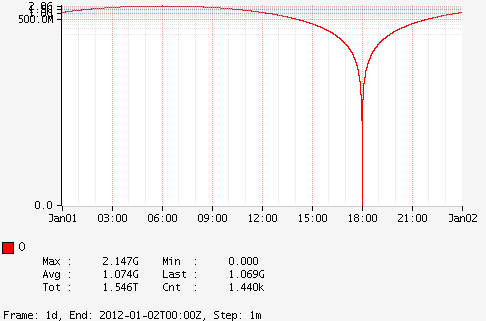 500.0M
0.0
Jan01 03:00 06:00 09:00 12:00 15:00 18:00 21:00 Jan02
0
Max : 2.147G Min : 0.000
Avg : 1.074G Last : 1.069G
Tot : 1.546T Cnt : 1.440k
Frame: 1d, End: 2012-01-02T00:00Z, Step: 1m